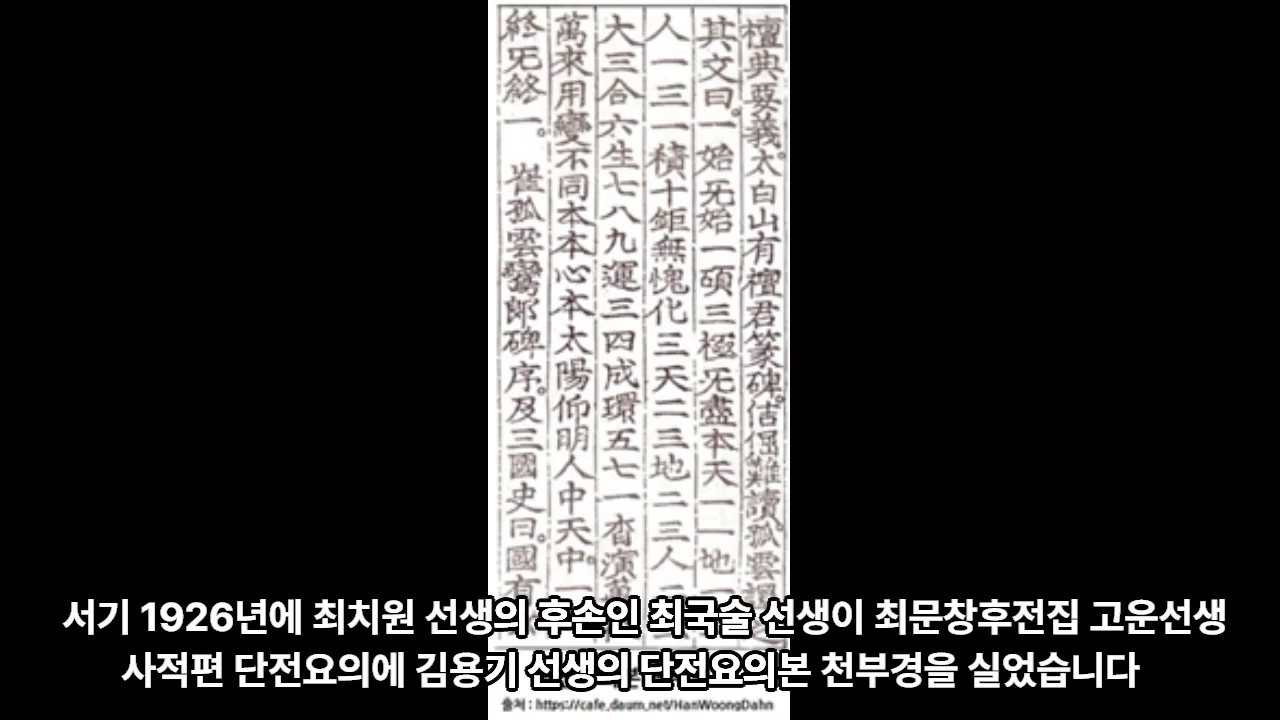 檀典要義。太白山有檀君篆碑。佶倔難讀。孤雲譯之
其文曰。一始旡始一碩三極旡盡本天一一地一
人一三一積十鉅無愧化三天二三地二三人二
大三合六生七八九運三四成環五七一杳演萬
萬來用變不同本本心本太陽仰明人中天中。一
終旡終一。 崔孤雲鸞郎碑序。及三國史曰。國有
서기 1926년에 최치원 선생의 후손인 최국술 선생이 최문창후전집 고운선생
사적편 단전요의에 김용기 선생의 단전요의본 천부경을 실었습니다
출처 : https://cafe.daum.net/HanWoongDahn